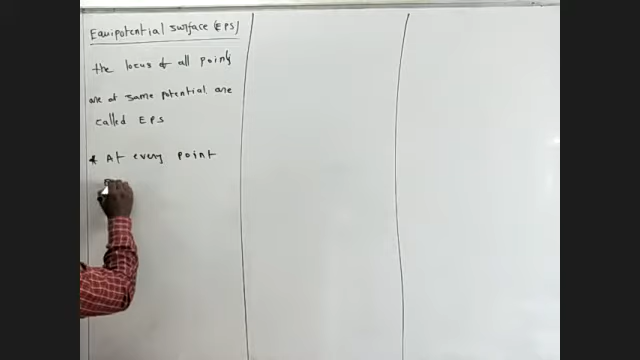 Equipotential surface (EPS)
the locus of all points
are at same potential are
called EPS
* At every point